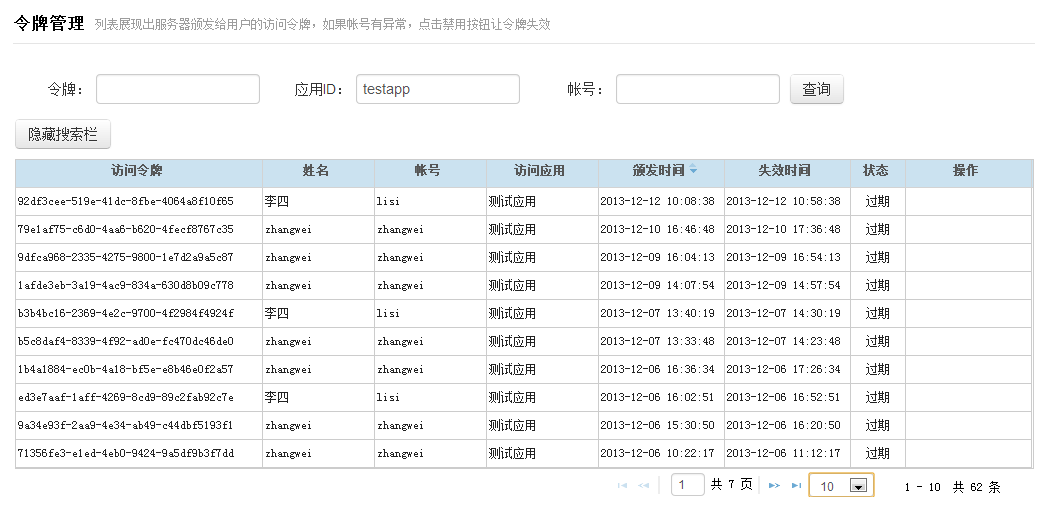 令牌管理 列表展现出服务器颁发给用户的访问令牌，如果帐号有异常，点击禁用按钮让令牌失效
令牌： 应用ID： testapp 帐号： 查询
隐藏搜索栏
访问令牌 姓名 帐号 访问应用 颁发时间 失效时间 状态 操作
92df3cee-519e-41dc-8fbe-4064a8f10f65 李四 lisi 测试应用 2013-12-12 10:08:38 2013-12-12 10:58:38 过期
79e1af75-c6d0-4aa6-b620-4fecf8767c35 zhangwei zhangwei 测试应用 2013-12-10 16:46:48 2013-12-10 17:36:48 过期
9dfca968-2335-4275-9800-1e7d2a9a5c87 zhangwei zhangwei 测试应用 2013-12-09 16:04:13 2013-12-09 16:54:13 过期
1afde3eb-3a19-4ac9-834a-630d8b09c778 zhangwei zhangwei 测试应用 2013-12-09 14:07:54 2013-12-09 14:57:54 过期
b3b4bc16-2369-4e2c-9700-4f2984f4924f 李四 lisi 测试应用 2013-12-07 13:40:19 2013-12-07 14:30:19 过期
b5c8daf4-8339-4f92-ad0e-fc470dc46de0 zhangwei zhangwei 测试应用 2013-12-07 13:33:48 2013-12-07 14:23:48 过期
1b4a1884-ec0b-4a18-bf5e-e8b46e0f2a57 zhangwei zhangwei 测试应用 2013-12-06 16:36:34 2013-12-06 17:26:34 过期
ed3e7aaf-1aff-4269-8cd9-89c2fab92c7e 李四 lisi 测试应用 2013-12-06 16:02:51 2013-12-06 16:52:51 过期
9a34e93f-2aa9-4e34-ab49-c44dbf5193f1 zhangwei zhangwei 测试应用 2013-12-06 15:30:50 2013-12-06 16:20:50 过期
71356fe3-e1ed-4eb0-9424-9a5df9b3f7dd zhangwei zhangwei 测试应用 2013-12-06 10:22:17 2013-12-06 11:12:17 过期
1 共 7 页 10 1 - 10 共 62 条